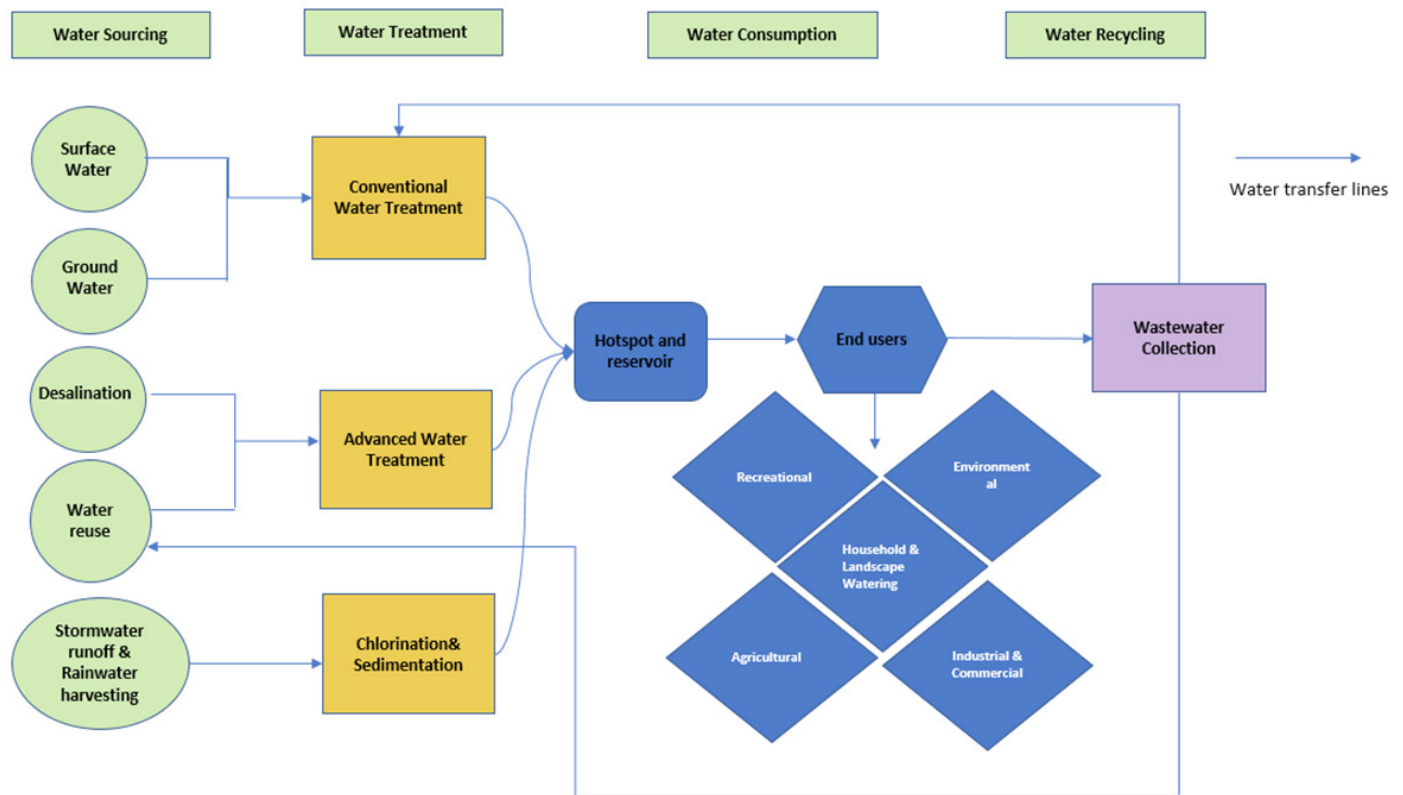 Water Sourcing
Water Treatment
Water Consumption
Water Recycling
Surface
Water
Conventional
Water Treatment
Water transfer lines
Ground
Water
Hotspot and
reservoir
End users
Wastewater
Collection
Desalination
Advanced Water
Treatment
Water
reuse
Recreational
Environment
al
Household &
Landscape
Watering
Agricultural
Industrial &
Commercial
Stormwater
runoff &
Rainwater
harvesting
Chlorination&
Sedimentation